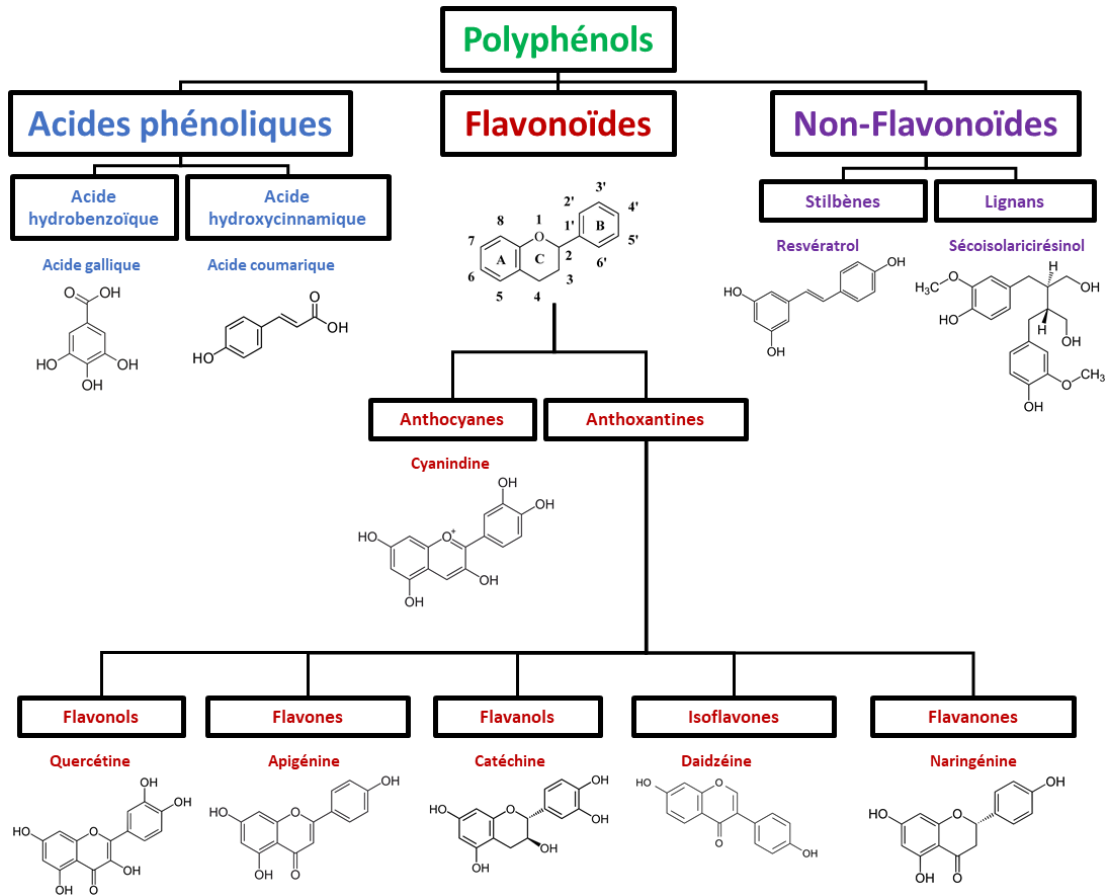 Polyphénols
Acides phénoliques
Flavonoïdes
Non-Flavonoïdes
Acide
hydrobenzoïque
Acide
hydroxycinnamique
Stilbènes
Lignans
Acide gallique
Acide coumarique
Resvératrol
Sécoisolariciresinol
O
OH
HO
OH
OH
O
OH
HO
8
1
2'
3'
4'
7
O
1'
B
5'
A
C
2
6'
6
3
5
4
OH
HO
OH
H
H₃C
O
OH
HO
H
OH
O
CH₃
OH
Anthocyanes
Anthoxantines
Cyanindine
OH
OH
HO
O⁺
OH
OH
Flavonols
Flavones
Flavanols
Isoflavones
Flavanones
Quercétine
Apigénine
Catéchine
Daidzéine
Naringénine
OH
OH
HO
O
OH
OH
O
OH
HO
O
OH
O
OH
HO
O
OH
OH
OH
HO
O
O
OH
OH
HO
O
OH
O